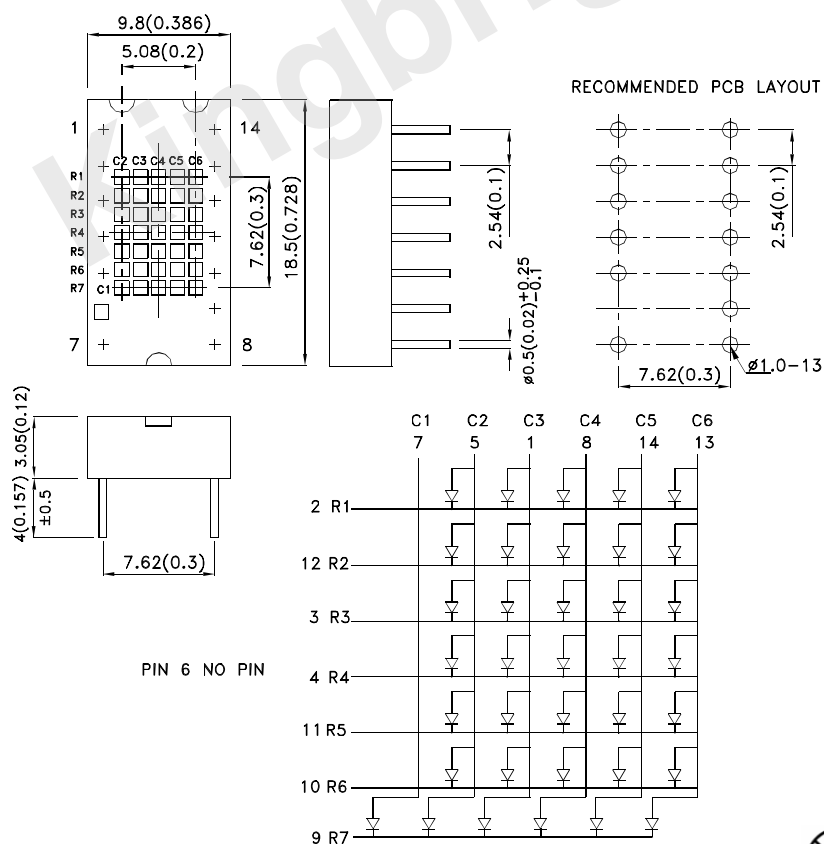 Kingbright
9.8(0.386)
5.08(0.2)
RECOMMENDED PCB LAYOUT
1
14
C2 C3 C4 C5 C6
R1
R2
R3
R4
R5
R6
R7
C1
7
8
7.62(0.3)
18.5(0.728)
2.54(0.1)
ø0.5(0.02)+0.25
-0.1
2.54(0.1)
7.62(0.3)
ø1.0-13
3.05(0.12)
4(0.157)
±0.5
7.62(0.3)
C1 C2 C3 C4 C5 C6
7 5 1 8 14 13
2 R1
12 R2
3 R3
PIN 6 NO PIN
4 R4
11 R5
10 R6
9 R7